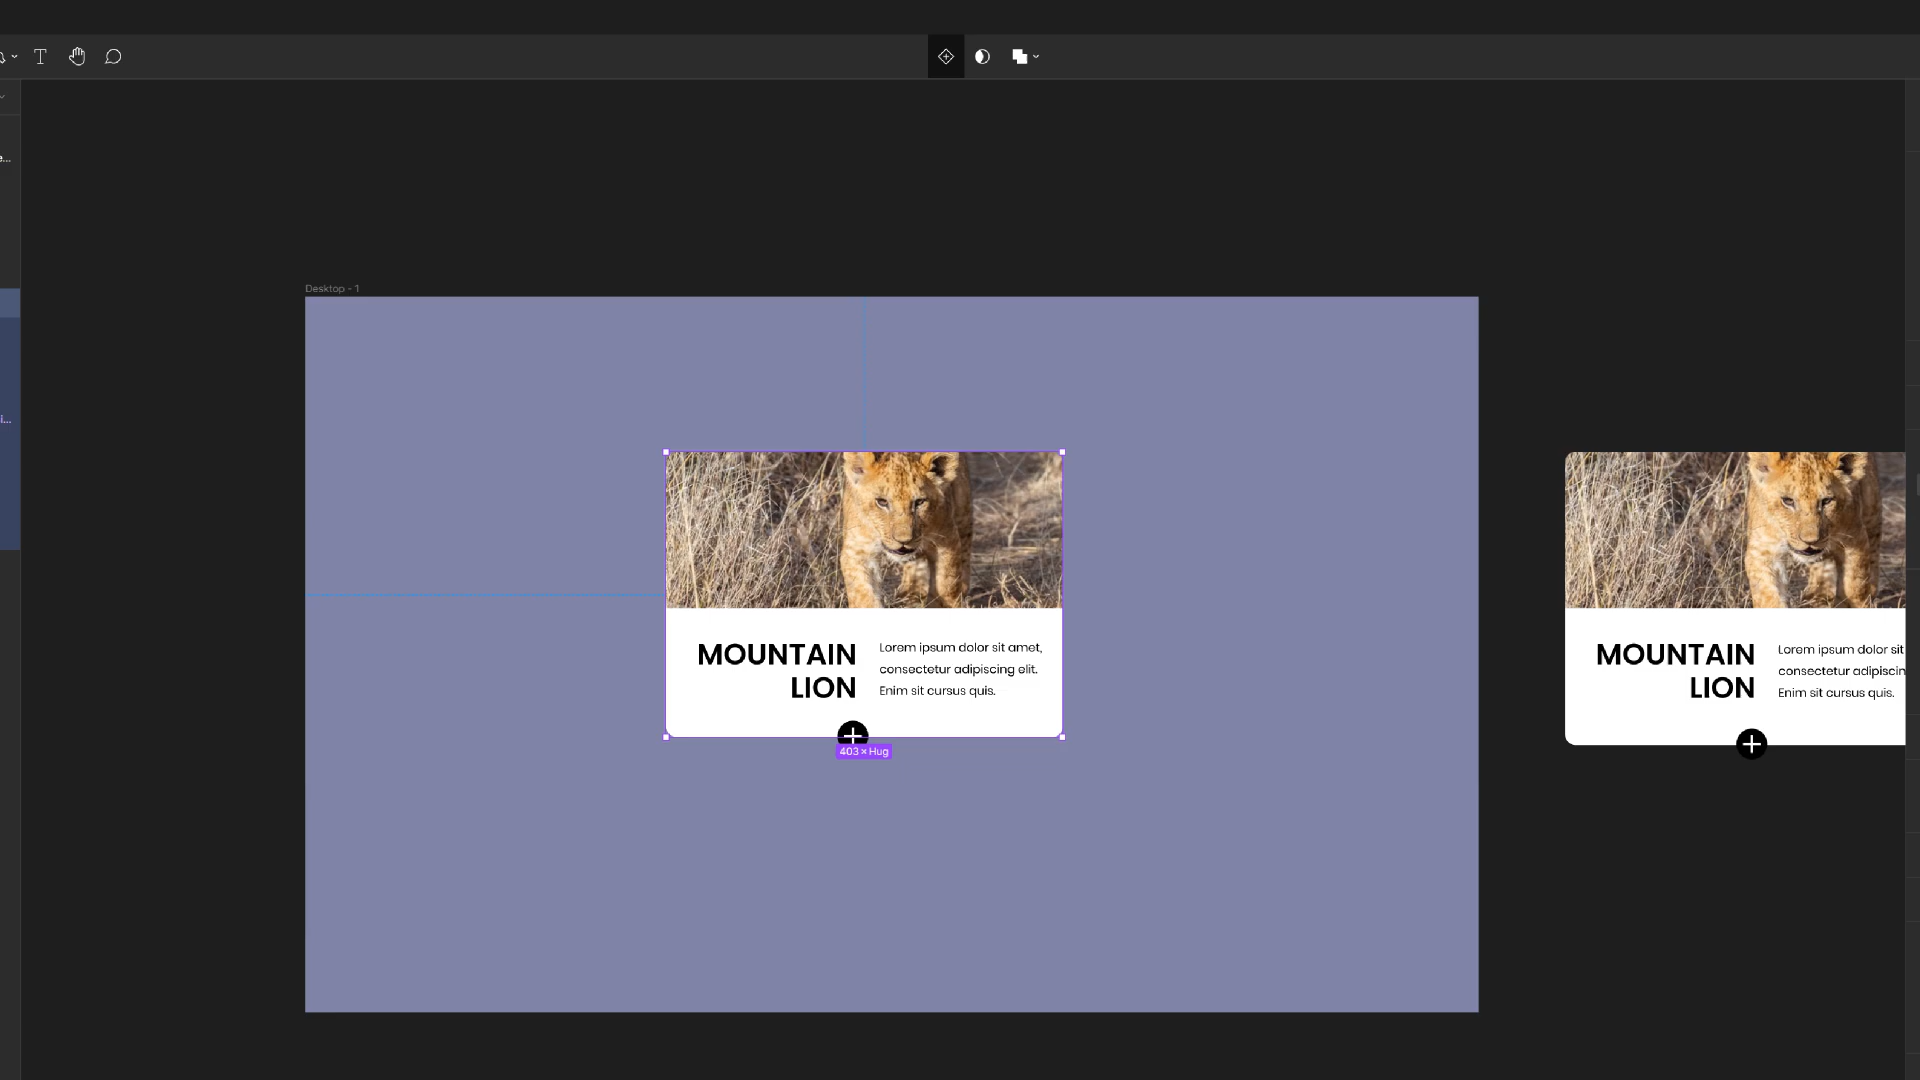 e...
Desktop - 1
i...
MOUNTAIN
LION
Lorem ipsum dolor sit amet,
consectetur adipiscing elit.
Enim sit cursus quis.
403 × Hug
MOUNTAIN
LION
Lorem ipsum dolor sit
consectetur adipiscin
Enim sit cursus quis.